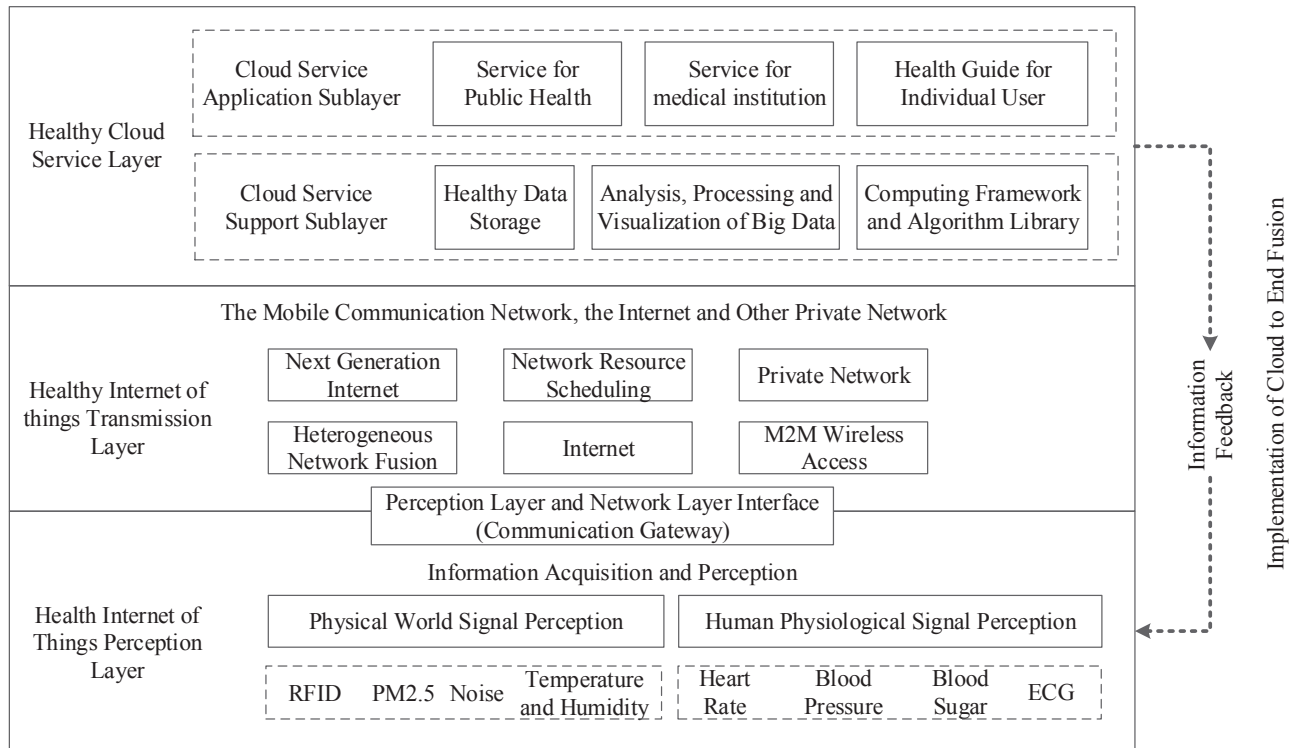 Cloud Service
Application Sublayer
Service for
Public Health
Service for
medical institution
Health Guide for
Individual User
Healthy Cloud
Service Layer
Cloud Service
Support Sublayer
Healthy Data
Storage
Analysis, Processing and
Visualization of Big Data
Computing Framework
and Algorithm Library
The Mobile Communication Network, the Internet and Other Private Network
Healthy Internet of
things Transmission
Layer
Next Generation
Internet
Network Resource
Scheduling
Private Network
Heterogeneous
Network Fusion
Internet
M2M Wireless
Access
Perception Layer and Network Layer Interface
(Communication Gateway)
Information Acquisition and Perception
Health Internet of
Things Perception
Layer
Physical World Signal Perception
Human Physiological Signal Perception
RFID
PM2.5
Noise
Temperature
and Humidity
Heart
Rate
Blood
Pressure
Blood
Sugar
ECG
Information
Feedback
Implementation of Cloud to End Fusion